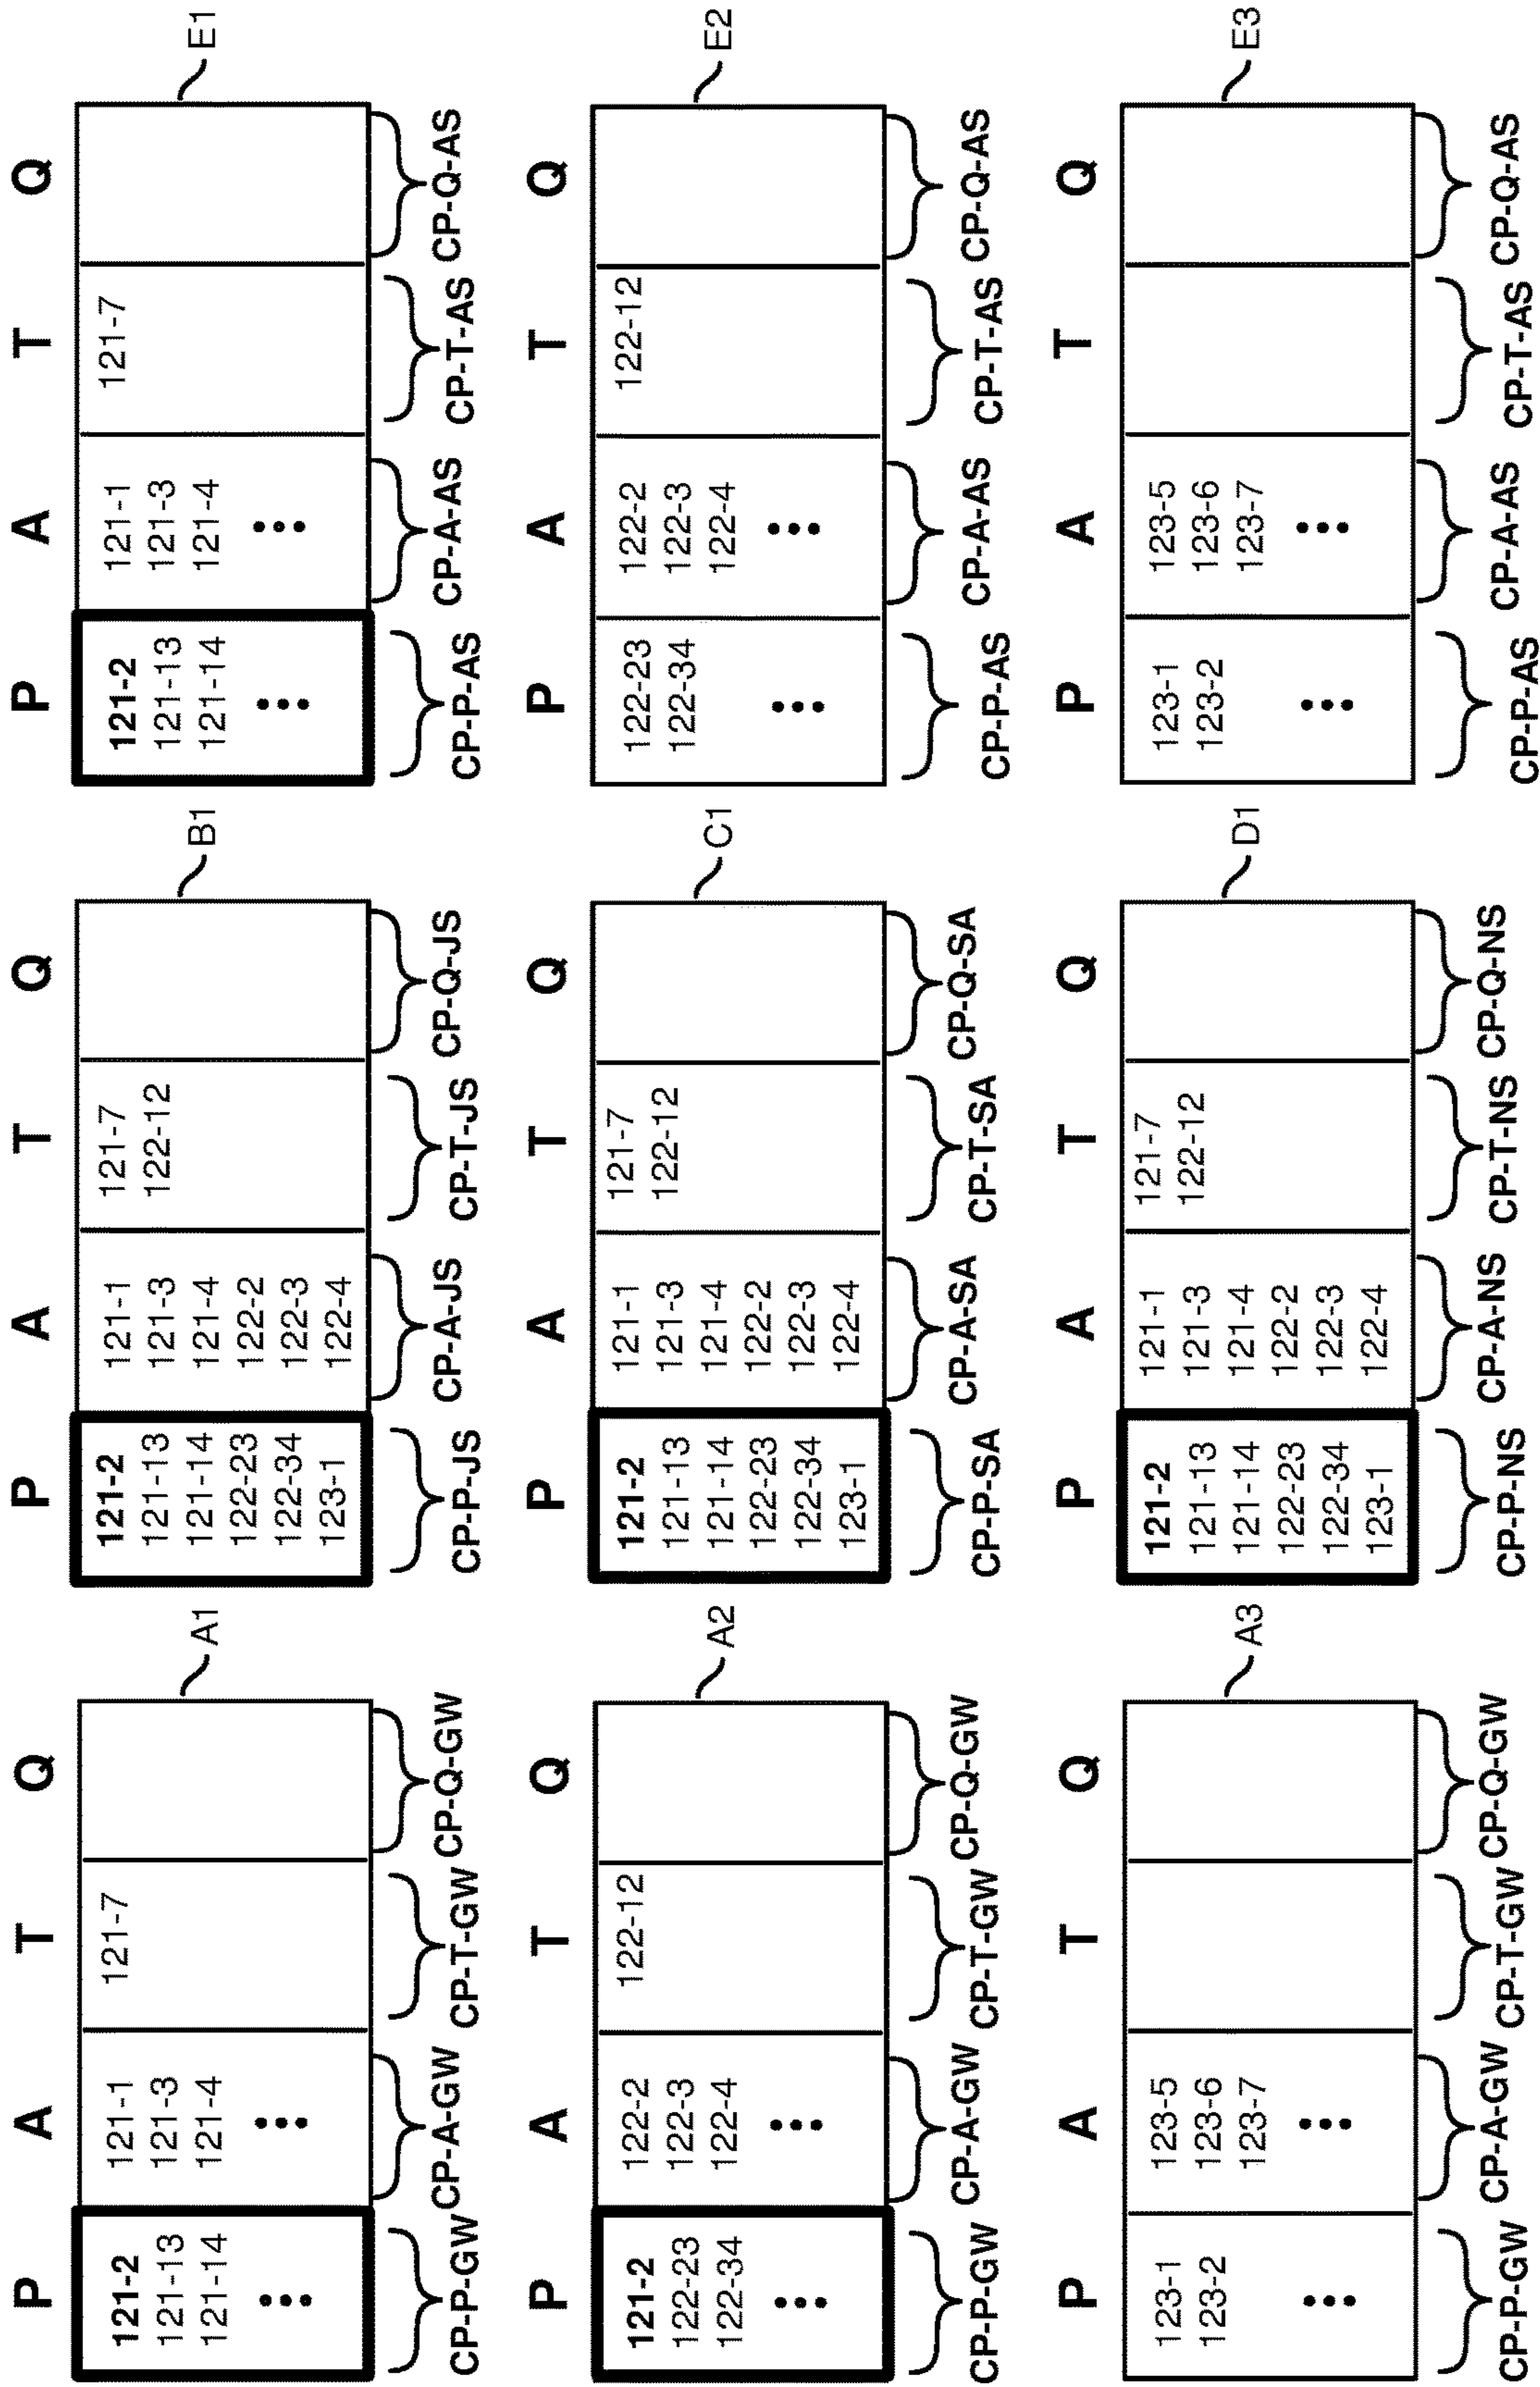 P A T Q
121-2 121-1 121-7
121-13 121-3
121-14 121-4
A1
CP-P-GW CP-A-GW CP-T-GW CP-Q-GW
P A T Q
121-2 121-1 121-7
121-13 121-3 122-12
121-14 121-4
122-23 122-2
122-34 122-3
123-1 122-4
B1
CP-P-JS CP-A-JS CP-T-JS CP-Q-JS
P A T Q
121-2 121-1 121-7
121-13 121-3
121-14 121-4
E1
CP-P-AS CP-A-AS CP-T-AS CP-Q-AS
P A T Q
121-2 122-2 122-12
122-23 122-3
122-34 122-4
A2
CP-P-GW CP-A-GW CP-T-GW CP-Q-GW
P A T Q
121-2 121-1 121-7
121-13 121-3 122-12
121-14 121-4
122-23 122-2
122-34 122-3
123-1 122-4
C1
CP-P-SA CP-A-SA CP-T-SA CP-Q-SA
P A T Q
122-23 122-2 122-12
122-34 122-3
122-4
E2
CP-P-AS CP-A-AS CP-T-AS CP-Q-AS
P A T Q
123-1 123-5
123-2 123-6
123-7
A3
CP-P-GW CP-A-GW CP-T-GW CP-Q-GW
P A T Q
121-2 121-1 121-7
121-13 121-3 122-12
121-14 121-4
122-23 122-2
122-34 122-3
123-1 122-4
D1
CP-P-NS CP-A-NS CP-T-NS CP-Q-NS
P A T Q
123-1 123-5
123-2 123-6
123-7
E3
CP-P-AS CP-A-AS CP-T-AS CP-Q-AS